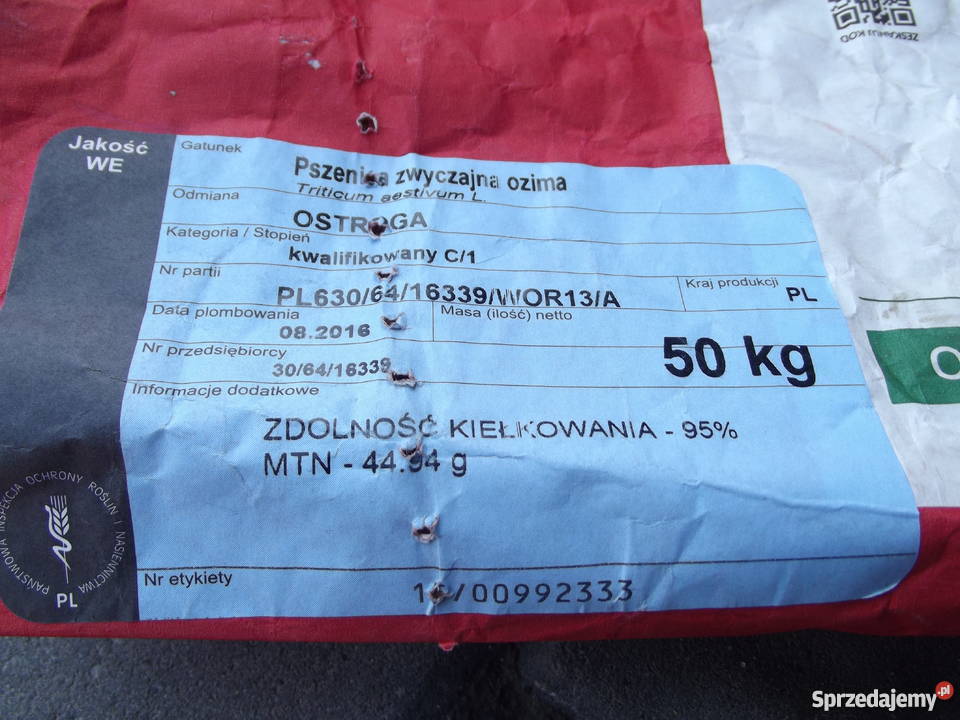 ZESKANUJ KOD
Jakość
WE
Gatunek
Pszenica zwyczajna ozima
Triticum aestivum L.
Odmiana
OSTROGA
Kategoria / Stopień
kwalifikowany C/1
Nr partii
PL630/64/16339/WOR13/A
Kraj produkcji
PL
Data plombowania
08.2016
Masa (ilość) netto
50 kg
Nr przedsiębiorcy
30/64/16339
Informacje dodatkowe
ZDOLNOŚĆ KIEŁKOWANIA - 95%
MTN - 44.94 g
PAŃSTWOWA INSPEKCJA OCHRONY ROŚLIN I NASIENNICTWA
PL
Nr etykiety
/00992333
O
Sprzedajemy.pl